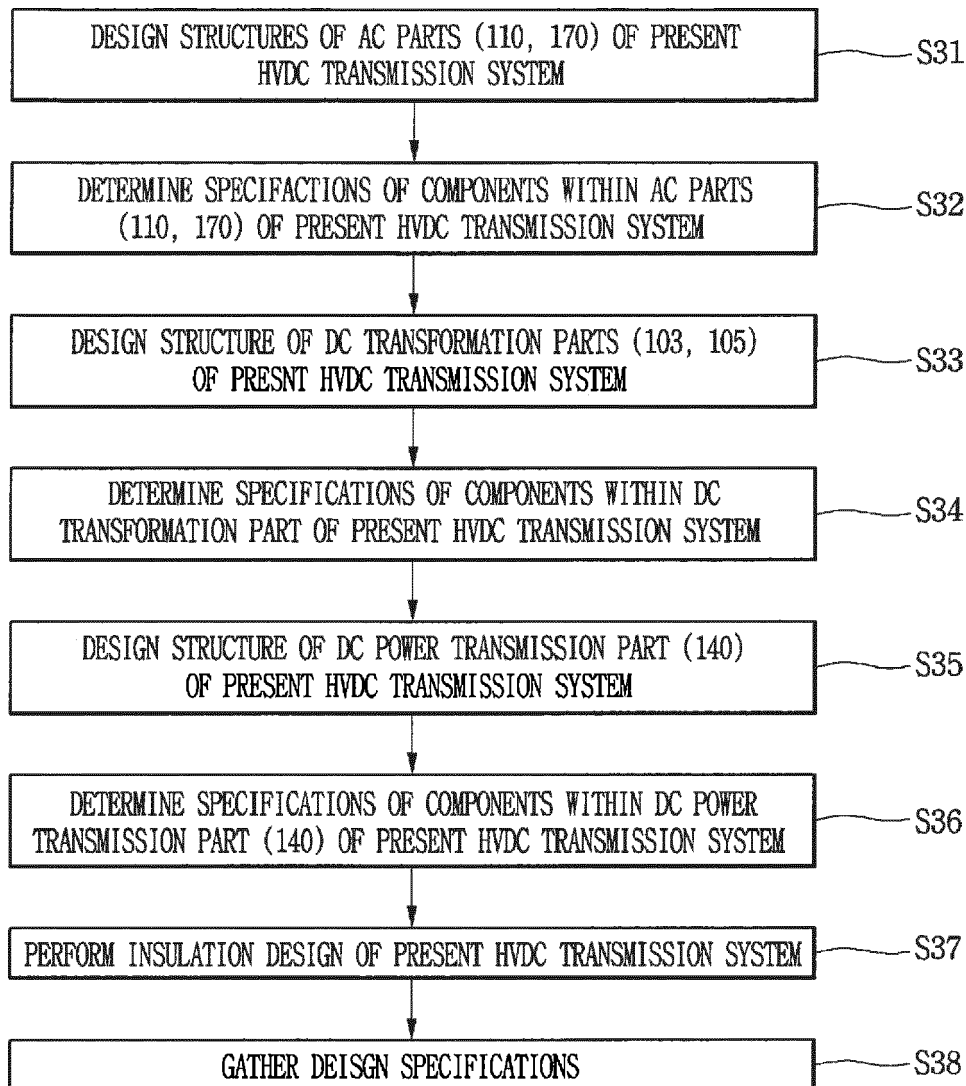 DESIGN STRUCTURES OF AC PARTS (110, 170) OF PRESENT
HVDC TRANSMISSION SYSTEM
S31
DETERMINE SPECIFACTIONS OF COMPONENTS WITHIN AC PARTS
(110, 170) OF PRESENT HVDC TRANSMISSION SYSTEM
S32
DESIGN STRUCTURE OF DC TRANSFORMATION PARTS (103, 105)
OF PRESNT HVDC TRANSMISSION SYSTEM
S33
DETERMINE SPECIFICATIONS OF COMPONENTS WITHIN DC
TRANSFORMATION PART OF PRESENT HVDC TRANSMISSION SYSTEM
S34
DESIGN STRUCTURE OF DC POWER TRANSMISSION PART (140)
OF PRESENT HVDC TRANSMISSION SYSTEM
S35
DETERMINE SPECIFICATIONS OF COMPONENTS WITHIN DC POWER
TRANSMISSION PART (140) OF PRESENT HVDC TRANSMISSION SYSTEM
S36
PERFORM INSULATION DESIGN OF PRESENT HVDC TRANSMISSION SYSTEM
S37
GATHER DEISGN SPECIFICATIONS
S38